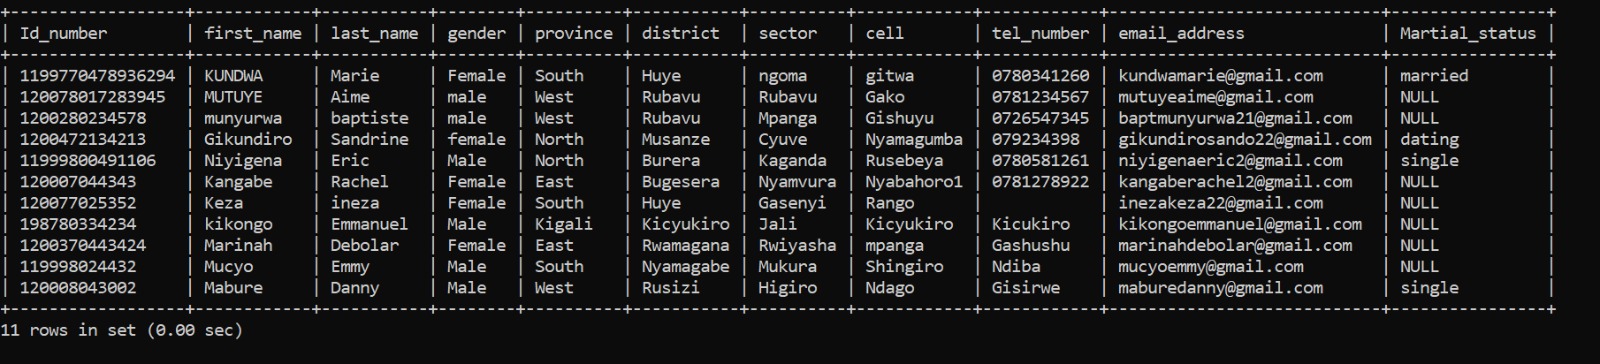 +------------------+------------+-----------+--------+----------+-----------+----------+------------+------------+---------------------------+----------------+
| Id_number        | first_name | last_name | gender | province | district  | sector   | cell       | tel_number | email_address             | Martial_status |
+------------------+------------+-----------+--------+----------+-----------+----------+------------+------------+---------------------------+----------------+
| 1199770478936294 | KUNDWA     | Marie     | Female | South    | Huye      | ngoma    | gitwa      | 0780341260 | kundwamarie@gmail.com     | married        |
| 120078017283945  | MUTUYE     | Aime      | male   | West     | Rubavu    | Rubavu   | Gako       | 0781234567 | mutuyeaime@gmail.com      | NULL           |
| 1200280234578    | munyurwa   | baptiste  | male   | West     | Rubavu    | Mpanga   | Gishuyu    | 0726547345 | baptmunyurwa21@gmail.com  | NULL           |
| 1200472134213    | Gikundiro  | Sandrine  | female | North    | Musanze   | Cyuve    | Nyamagumba | 079234398  | gikundirosando22@gmail.com | dating         |
| 11999800491106   | Niyigena   | Eric      | Male   | North    | Burera    | Kaganda  | Rusebeya   | 0780581261 | niyigenaeric2@gmail.com   | single         |
| 120007044343     | Kangabe    | Rachel    | Female | East     | Bugesera  | Nyamvura | Nyabahoro1 | 0781278922 | kangaberachel2@gmail.com  | NULL           |
| 120077025352     | Keza       | ineza     | Female | South    | Huye      | Gasenyi  | Rango      |            | inezakeza22@gmail.com     | NULL           |
| 198780334234     | kikongo    | Emmanuel  | Male   | Kigali   | Kicyukiro | Jali     | Kicyukiro  | Kicukiro   | kikongoemmanuel@gmail.com | NULL           |
| 1200370443424    | Marinah    | Debolar   | Female | East     | Rwamagana | Rwiyasha | mpanga     | Gashushu   | marinahdebolar@gmail.com  | NULL           |
| 119998024432     | Mucyo      | Emmy      | Male   | South    | Nyamagabe | Mukura   | Shingiro   | Ndiba      | mucyoemmy@gmail.com       | NULL           |
| 120008043002     | Mabure     | Danny     | Male   | West     | Rusizi    | Higiro   | Ndago      | Gisirwe    | maburedanny@gmail.com     | single         |
+------------------+------------+-----------+--------+----------+-----------+----------+------------+------------+---------------------------+----------------+
11 rows in set (0.00 sec)